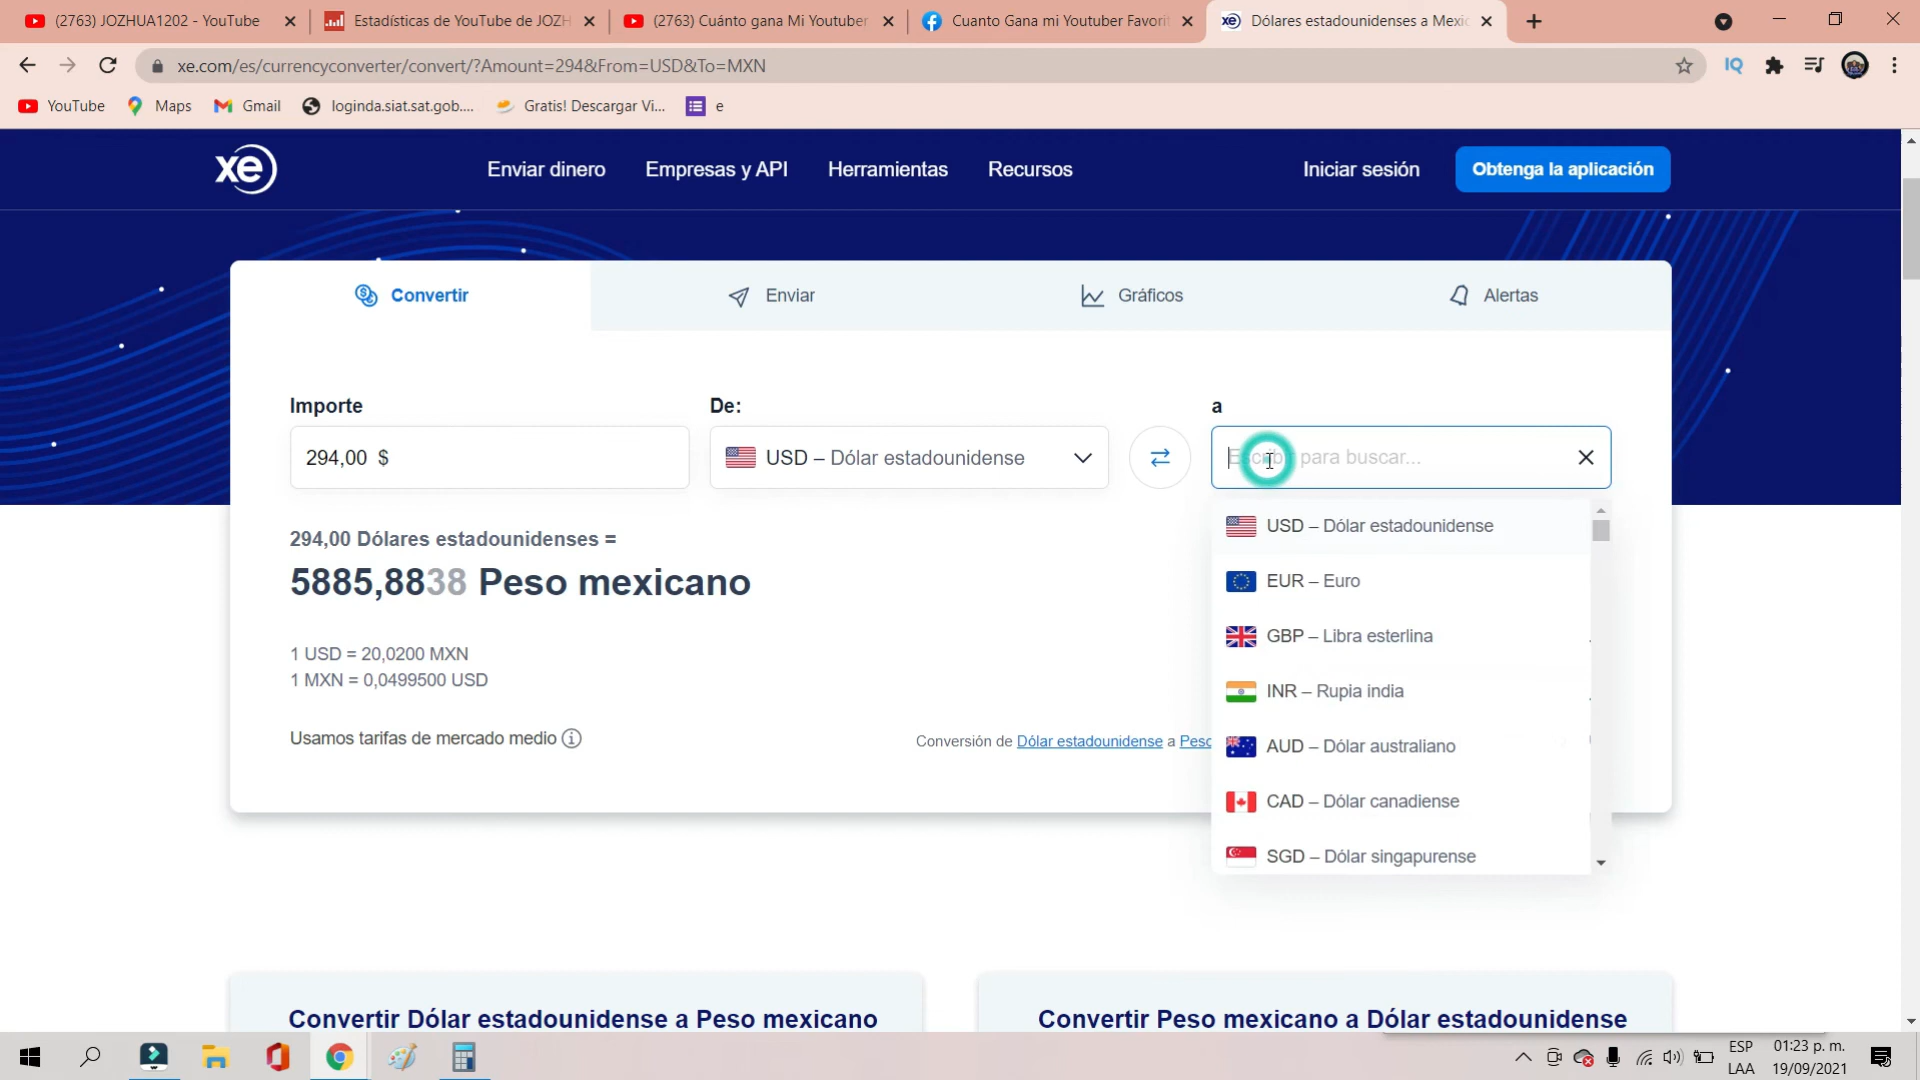 (2763) JOZHUA1202 - YouTube
Estadísticas de YouTube de JOZH
(2763) Cuánto gana Mi Youtuber
Cuanto Gana mi Youtuber Favorit
Dólares estadounidenses a Mexic
xe.com/es/currencyconverter/convert/?Amount=294&From=USD&To=MXN
YouTube
Maps
Gmail
loginda.siat.sat.gob....
Gratis! Descargar Vi...
e
xe
Enviar dinero
Empresas y API
Herramientas
Recursos
Iniciar sesión
Obtenga la aplicación
Convertir
Enviar
Gráficos
Alertas
Importe
De:
a
294,00 $
USD – Dólar estadounidense
Escribir para buscar...
294,00 Dólares estadounidenses =
5885,8838 Peso mexicano
1 USD = 20,0200 MXN
1 MXN = 0,0499500 USD
Usamos tarifas de mercado medio
Conversión de Dólar estadounidense a Peso
USD – Dólar estadounidense
EUR – Euro
GBP – Libra esterlina
INR – Rupia india
AUD – Dólar australiano
CAD – Dólar canadiense
SGD – Dólar singapurense
Convertir Dólar estadounidense a Peso mexicano
Convertir Peso mexicano a Dólar estadounidense
ESP
LAA
01:23 p. m.
19/09/2021